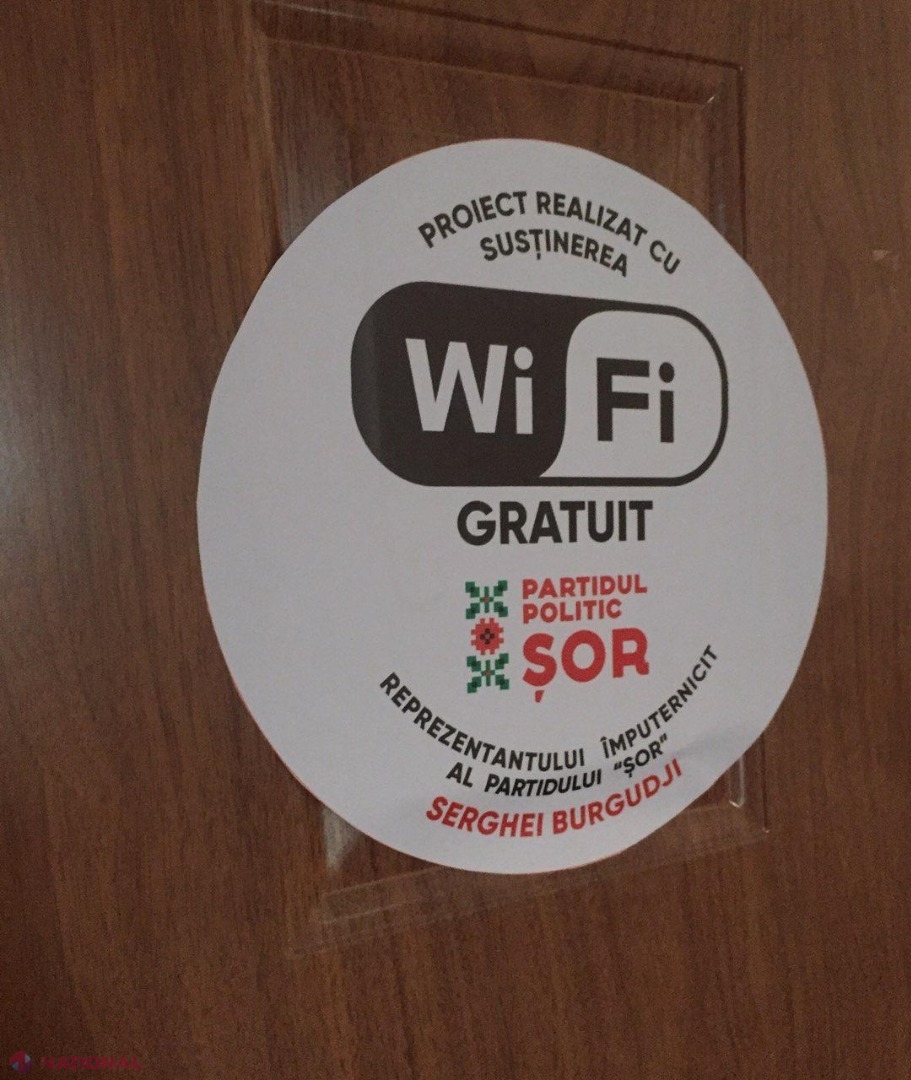 PROIECT REALIZAT CU
SUSȚINEREA
Wi Fi
GRATUIT
PARTIDUL
POLITIC
ȘOR
REPREZENTANTULUI ÎMPUTERNICIT
AL PARTIDULUI "ȘOR"
SERGHEI BURGUDJI